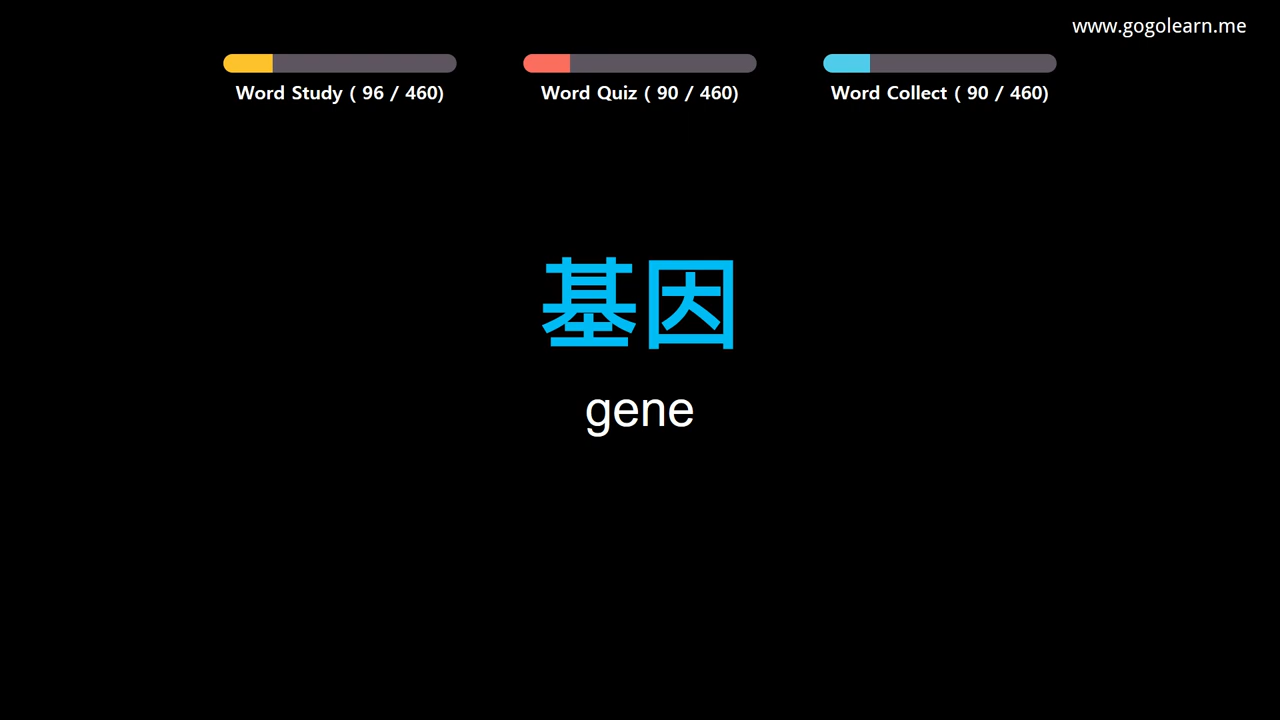 www.gogolearn.me
Word Study ( 96 / 460)
Word Quiz ( 90 / 460)
Word Collect ( 90 / 460)
基因
gene